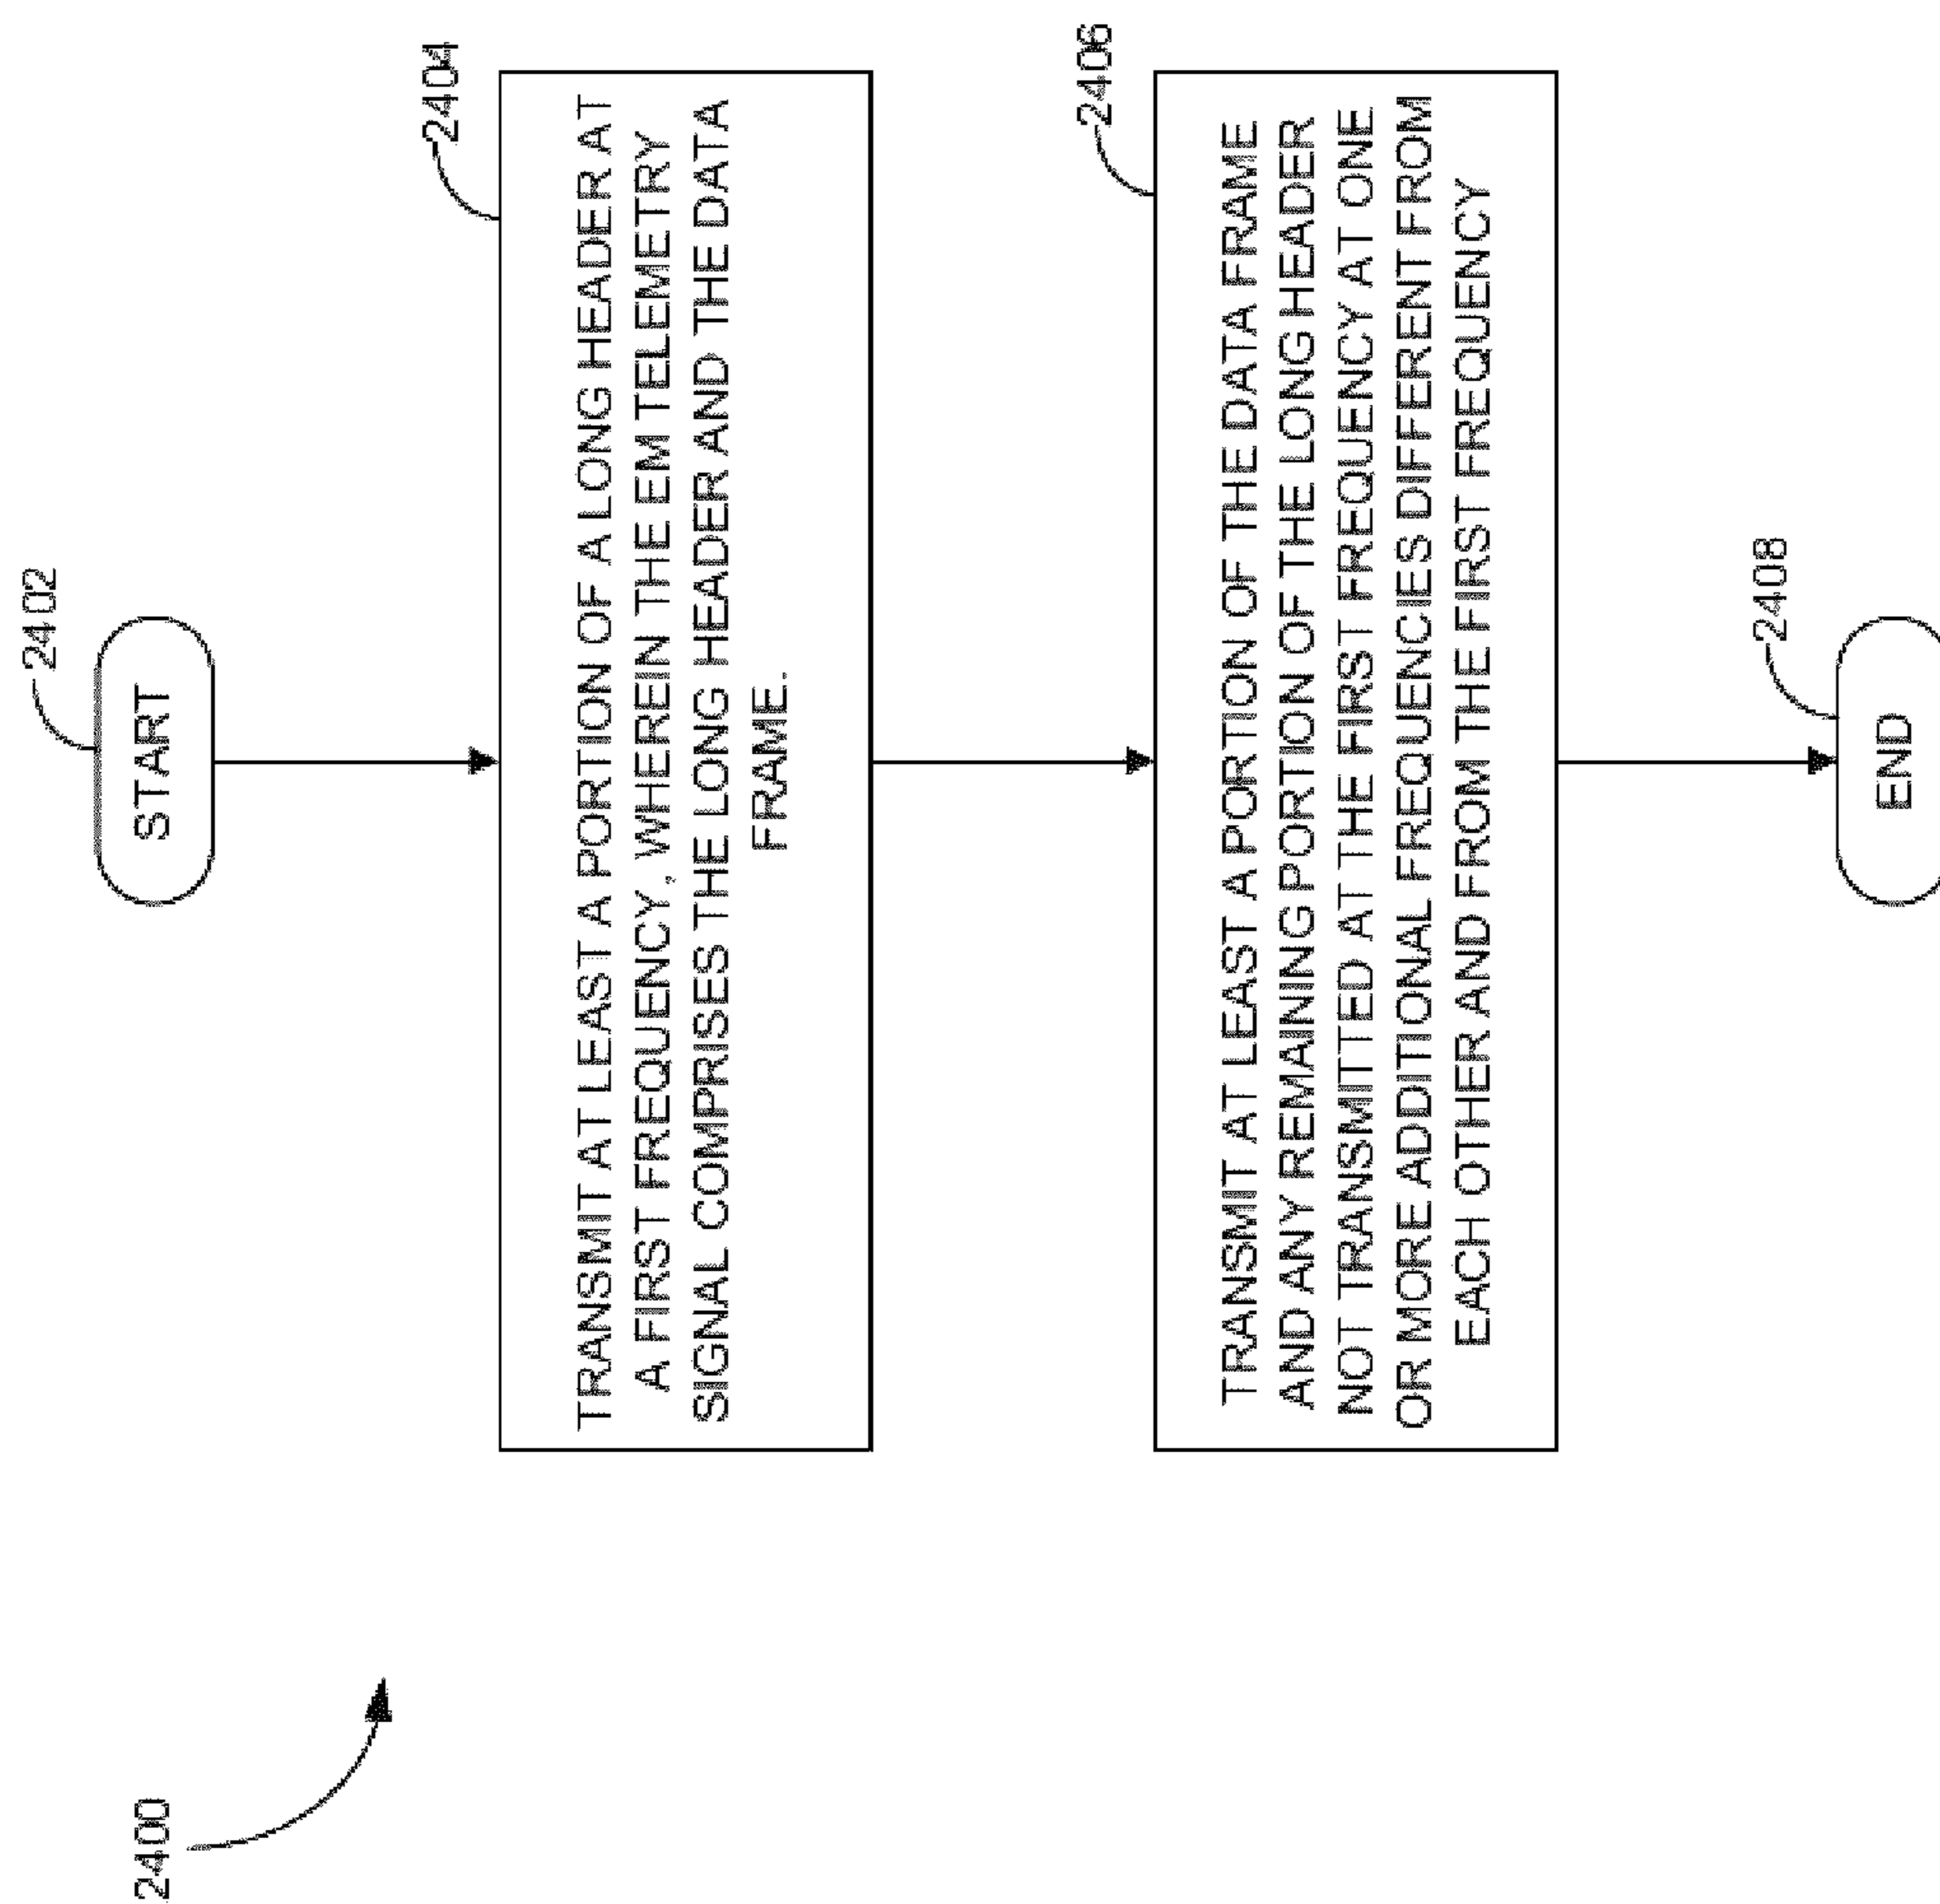 2400
2402
START
2404
TRANSMIT AT LEAST A PORTION OF A LONG HEADER AT
A FIRST FREQUENCY, WHEREIN THE EM TELEMETRY
SIGNAL COMPRISES THE LONG HEADER AND THE DATA
FRAME.
2406
TRANSMIT AT LEAST A PORTION OF THE DATA FRAME
AND ANY REMAINING PORTION OF THE LONG HEADER
NOT TRANSMITTED AT THE FIRST FREQUENCY AT ONE
OR MORE ADDITIONAL FREQUENCIES DIFFERENT FROM
EACH OTHER AND FROM THE FIRST FREQUENCY
2408
END